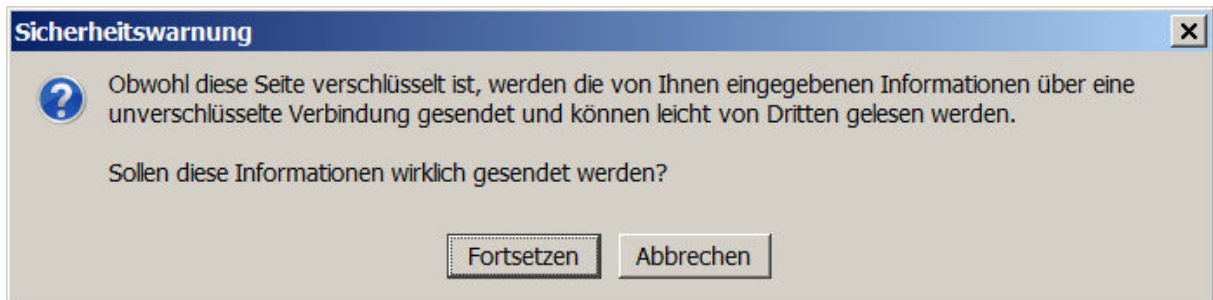 Sicherheitswarnung
Obwohl diese Seite verschlüsselt ist, werden die von Ihnen eingegebenen Informationen über eine
unverschlüsselte Verbindung gesendet und können leicht von Dritten gelesen werden.
Sollen diese Informationen wirklich gesendet werden?
Fortsetzen Abbrechen